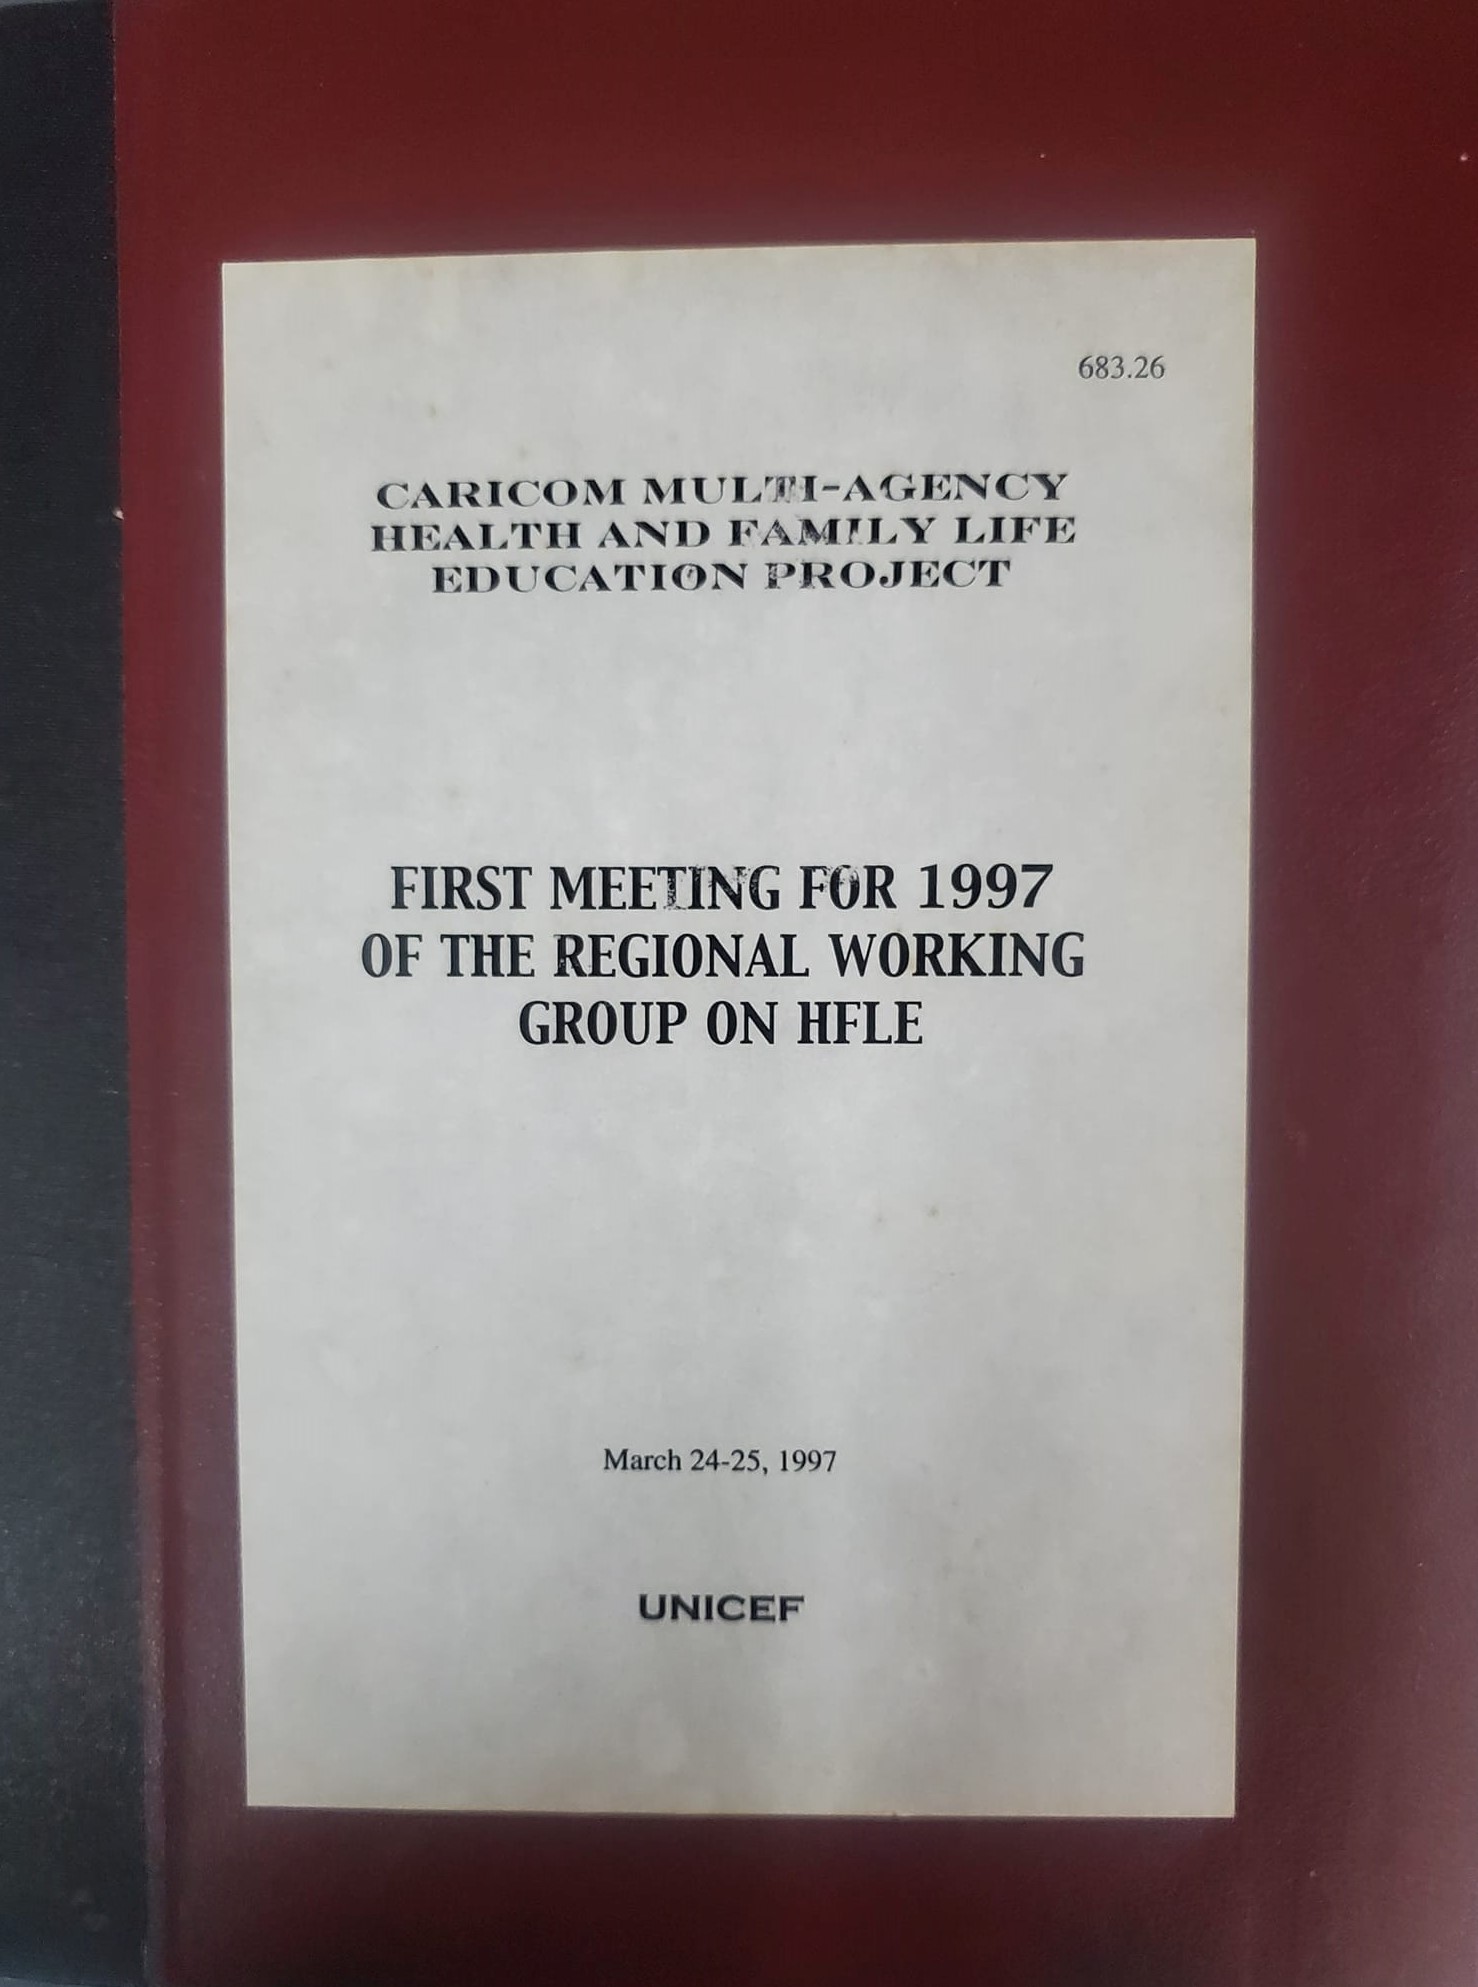 683.26
CARICOM MULTI-AGENCY
HEALTH AND FAMILY LIFE
EDUCATION PROJECT
FIRST MEETING FOR 1997
OF THE REGIONAL WORKING
GROUP ON HFLE
March 24-25, 1997
UNICEF